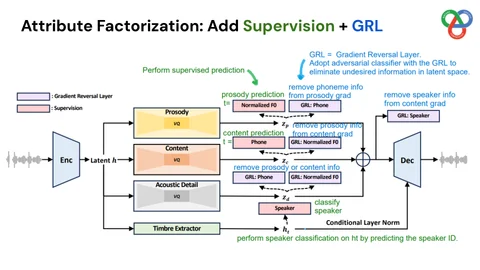 Attribute Factorization: Add Supervision + GRL
GRL = Gradient Reversal Layer.
Adopt adversarial classifier with the GRL to
eliminate undesired information in latent space.
Perform supervised prediction
: Gradient Reversal Layer
: Supervision
prosody prediction
t=
Normalized F0
remove phoneme info
from prosody grad
GRL: Phone
remove speaker info
from content grad
GRL: Speaker
Prosody
VQ
z_p
remove prosody info
from content grad
content prediction
t =
Phone
GRL: Normalized F0
Enc
Latent h
Content
VQ
z_c
Dec
remove prosody or content info
GRL: Phone
GRL: Normalized F0
Acoustic Detail
VQ
z_d
Speaker
classify
speaker
Timbre Extractor
h_t
Conditional Layer Norm
perform speaker classification on ht by predicting the speaker ID.